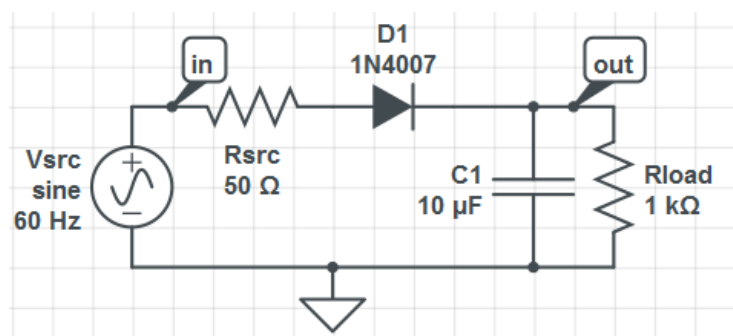 D1
1N4007
in
out
Vsrc
sine
60 Hz
Rsrc
50 Ω
C1
10 µF
Rload
1 kΩ